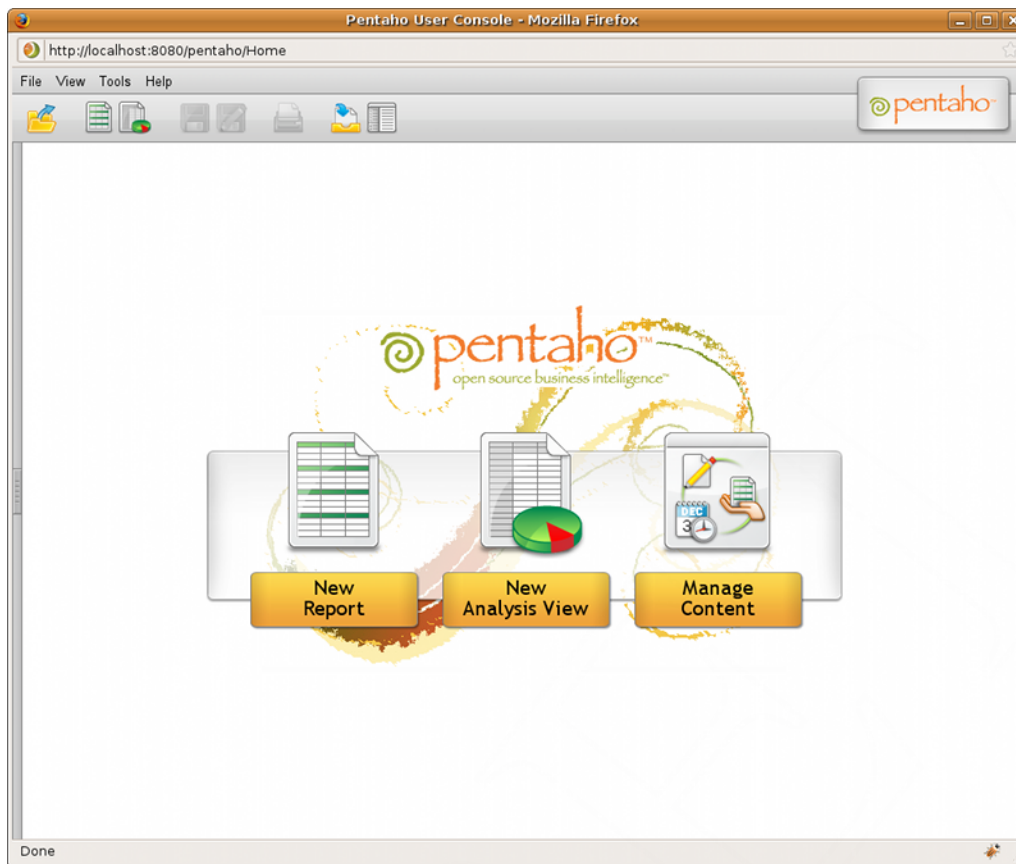 Pentaho User Console - Mozilla Firefox
http://localhost:8080/pentaho/Home
File View Tools Help
pentaho™
pentaho™
open source business intelligence™
DEC
3
New
Report
New
Analysis View
Manage
Content
Done